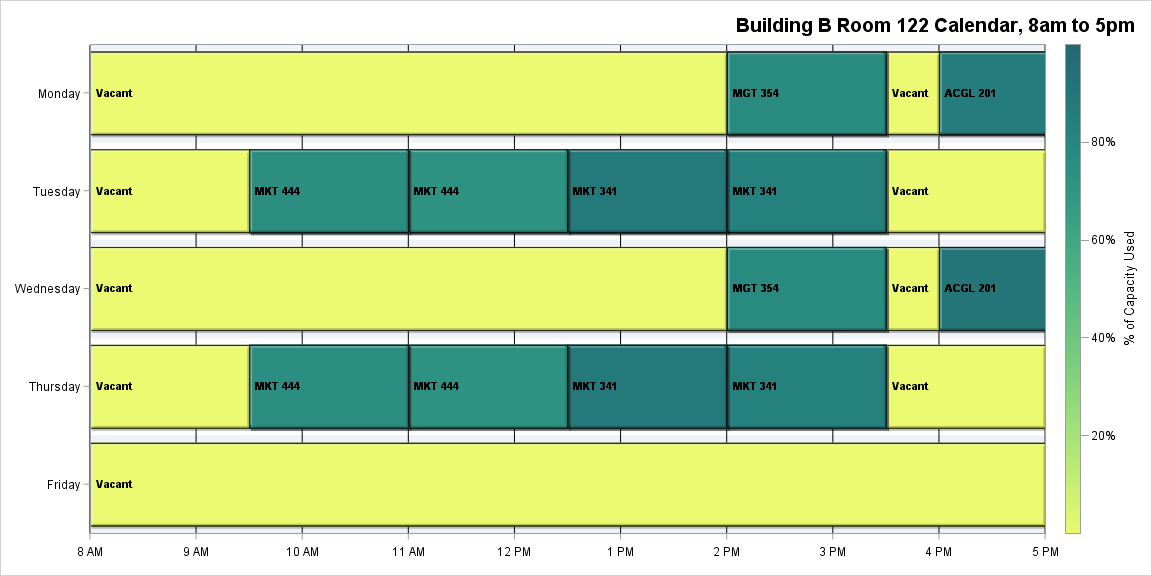 Building B Room 122 Calendar, 8am to 5pm
Monday
Vacant
MGT 354
Vacant
ACGL 201
Tuesday
Vacant
MKT 444
MKT 444
MKT 341
MKT 341
Vacant
Wednesday
Vacant
MGT 354
Vacant
ACGL 201
Thursday
Vacant
MKT 444
MKT 444
MKT 341
MKT 341
Vacant
Friday
Vacant
8 AM
9 AM
10 AM
11 AM
12 PM
1 PM
2 PM
3 PM
4 PM
5 PM
80%
60%
40%
20%
% of Capacity Used